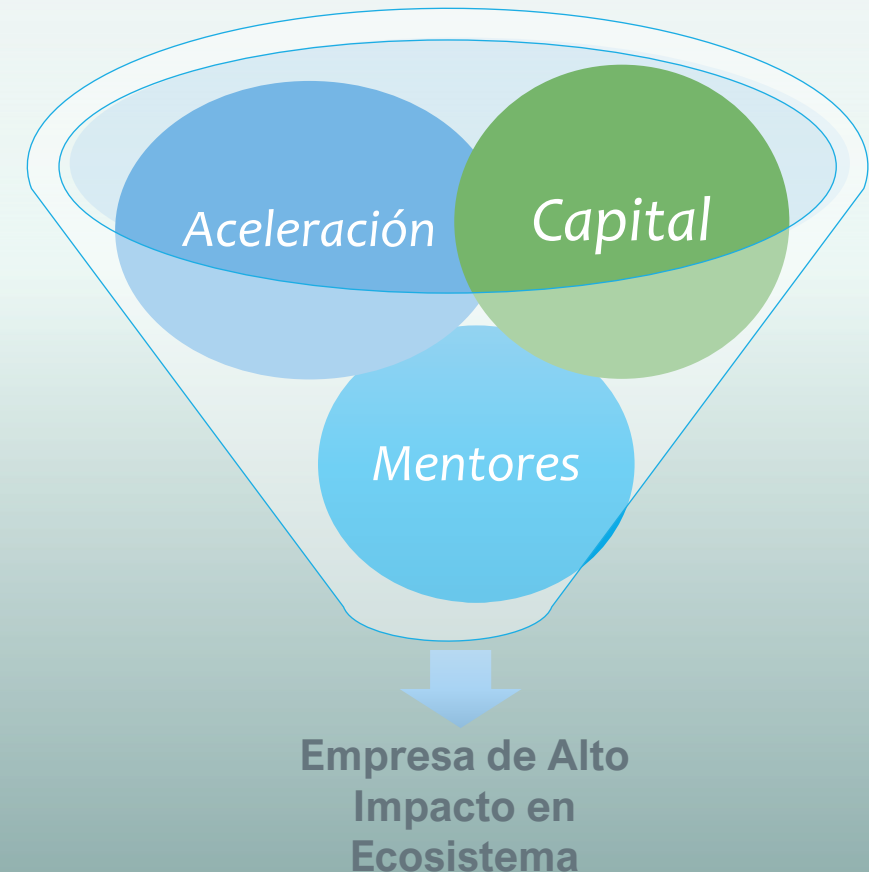 Aceleración
Capital
Mentores
Empresa de Alto
Impacto en
Ecosistema